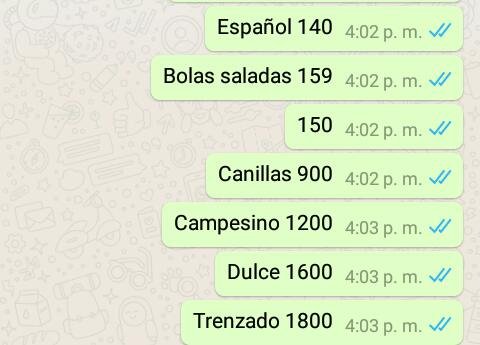 Español 140 4:02 p. m.
Bolas saladas 159 4:02 p. m.
150 4:02 p. m.
Canillas 900 4:02 p. m.
Campesino 1200 4:03 p. m.
Dulce 1600 4:03 p. m.
Trenzado 1800 4:03 p. m.